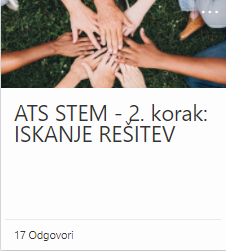 ATS STEM - 2. korak:
ISKANJE REŠITEV
17 Odgovori